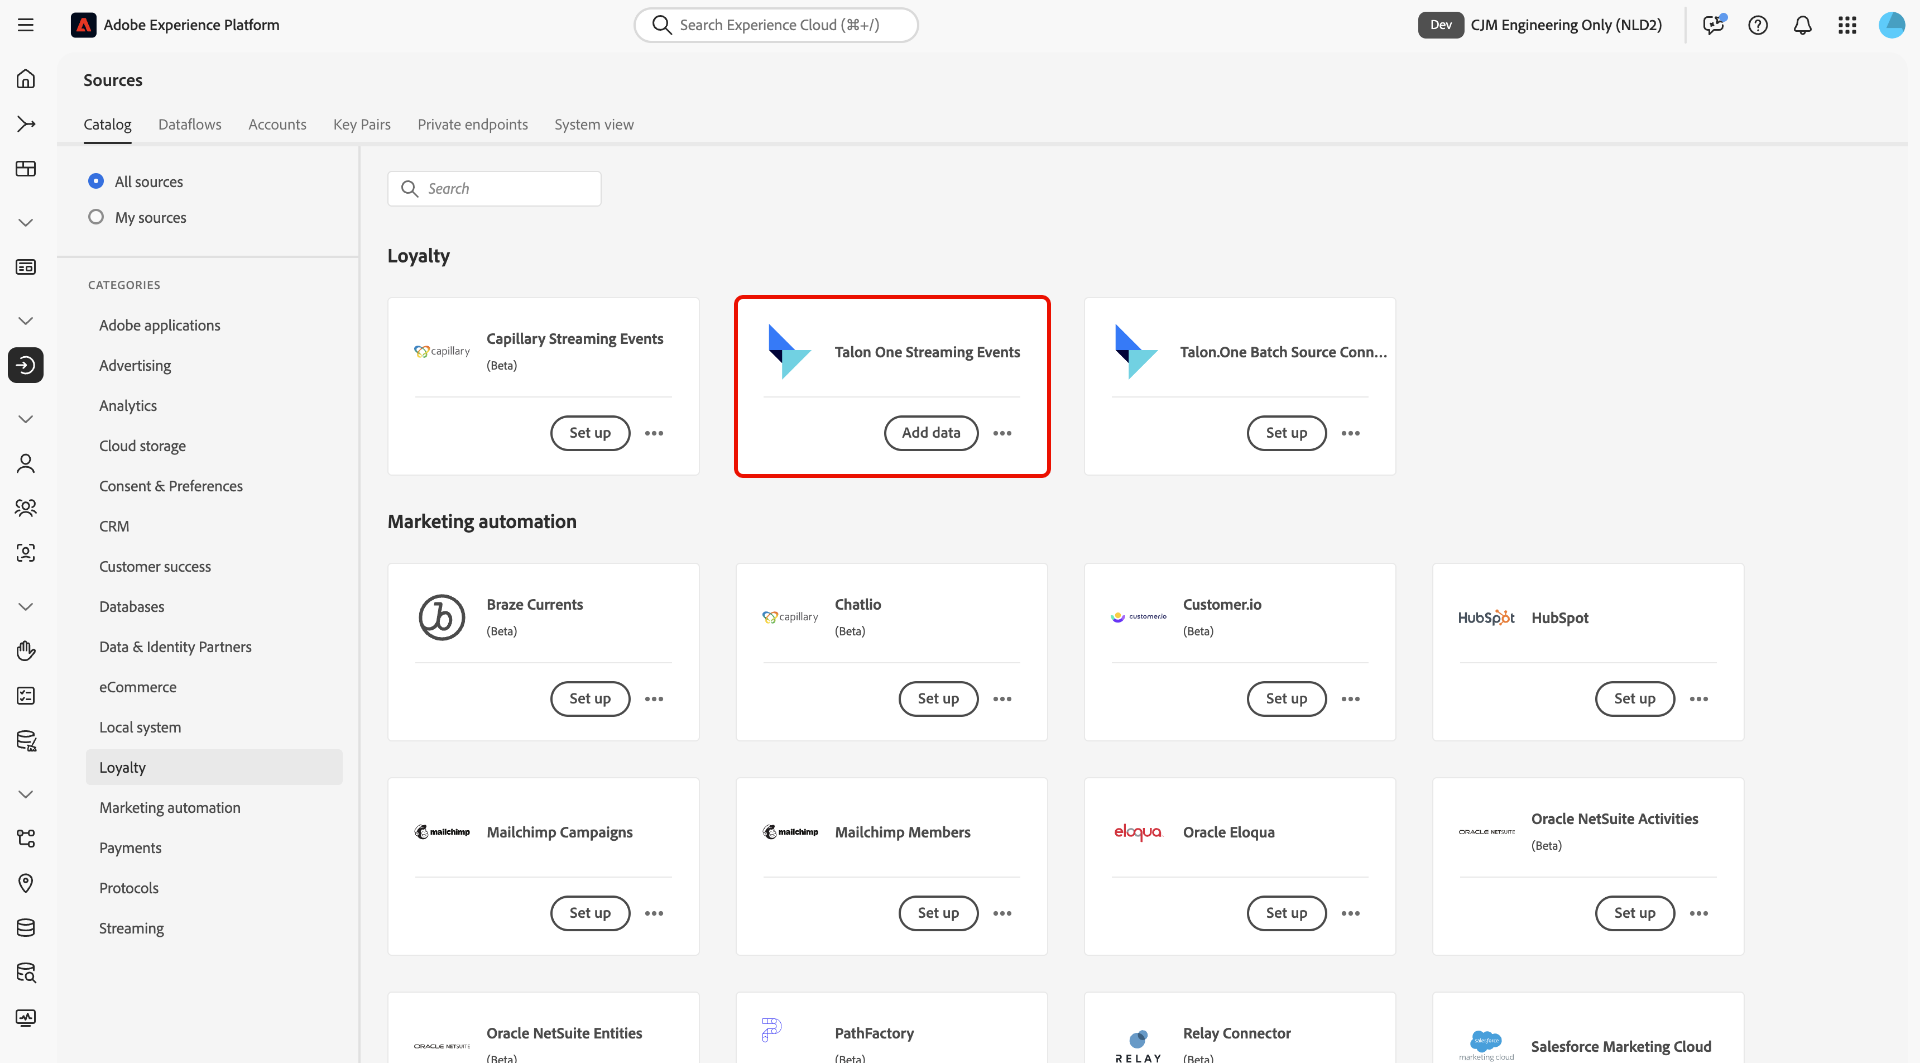 Adobe Experience Platform
Search Experience Cloud (⌘+/)
Dev
CJM Engineering Only (NLD2)
Sources
Catalog
Dataflows
Accounts
Key Pairs
Private endpoints
System view
All sources
My sources
CATEGORIES
Adobe applications
Advertising
Analytics
Cloud storage
Consent & Preferences
CRM
Customer success
Databases
Data & Identity Partners
eCommerce
Local system
Loyalty
Marketing automation
Payments
Protocols
Streaming
Search
Loyalty
capillary
Capillary Streaming Events
(Beta)
Set up
Talon One Streaming Events
Add data
Talon.One Batch Source Conn...
Set up
Marketing automation
Braze Currents
(Beta)
Set up
capillary
Chatlio
(Beta)
Set up
customer.io
Customer.io
(Beta)
Set up
HubSpot
HubSpot
Set up
mailchimp
Mailchimp Campaigns
Set up
mailchimp
Mailchimp Members
Set up
eloqua
Oracle Eloqua
Set up
ORACLE NETSUITE
Oracle NetSuite Activities
(Beta)
Set up
ORACLE NETSUITE
Oracle NetSuite Entities
(Beta)
PathFactory
(Beta)
RELAY
Relay Connector
(Beta)
salesforce
marketing cloud
Salesforce Marketing Cloud